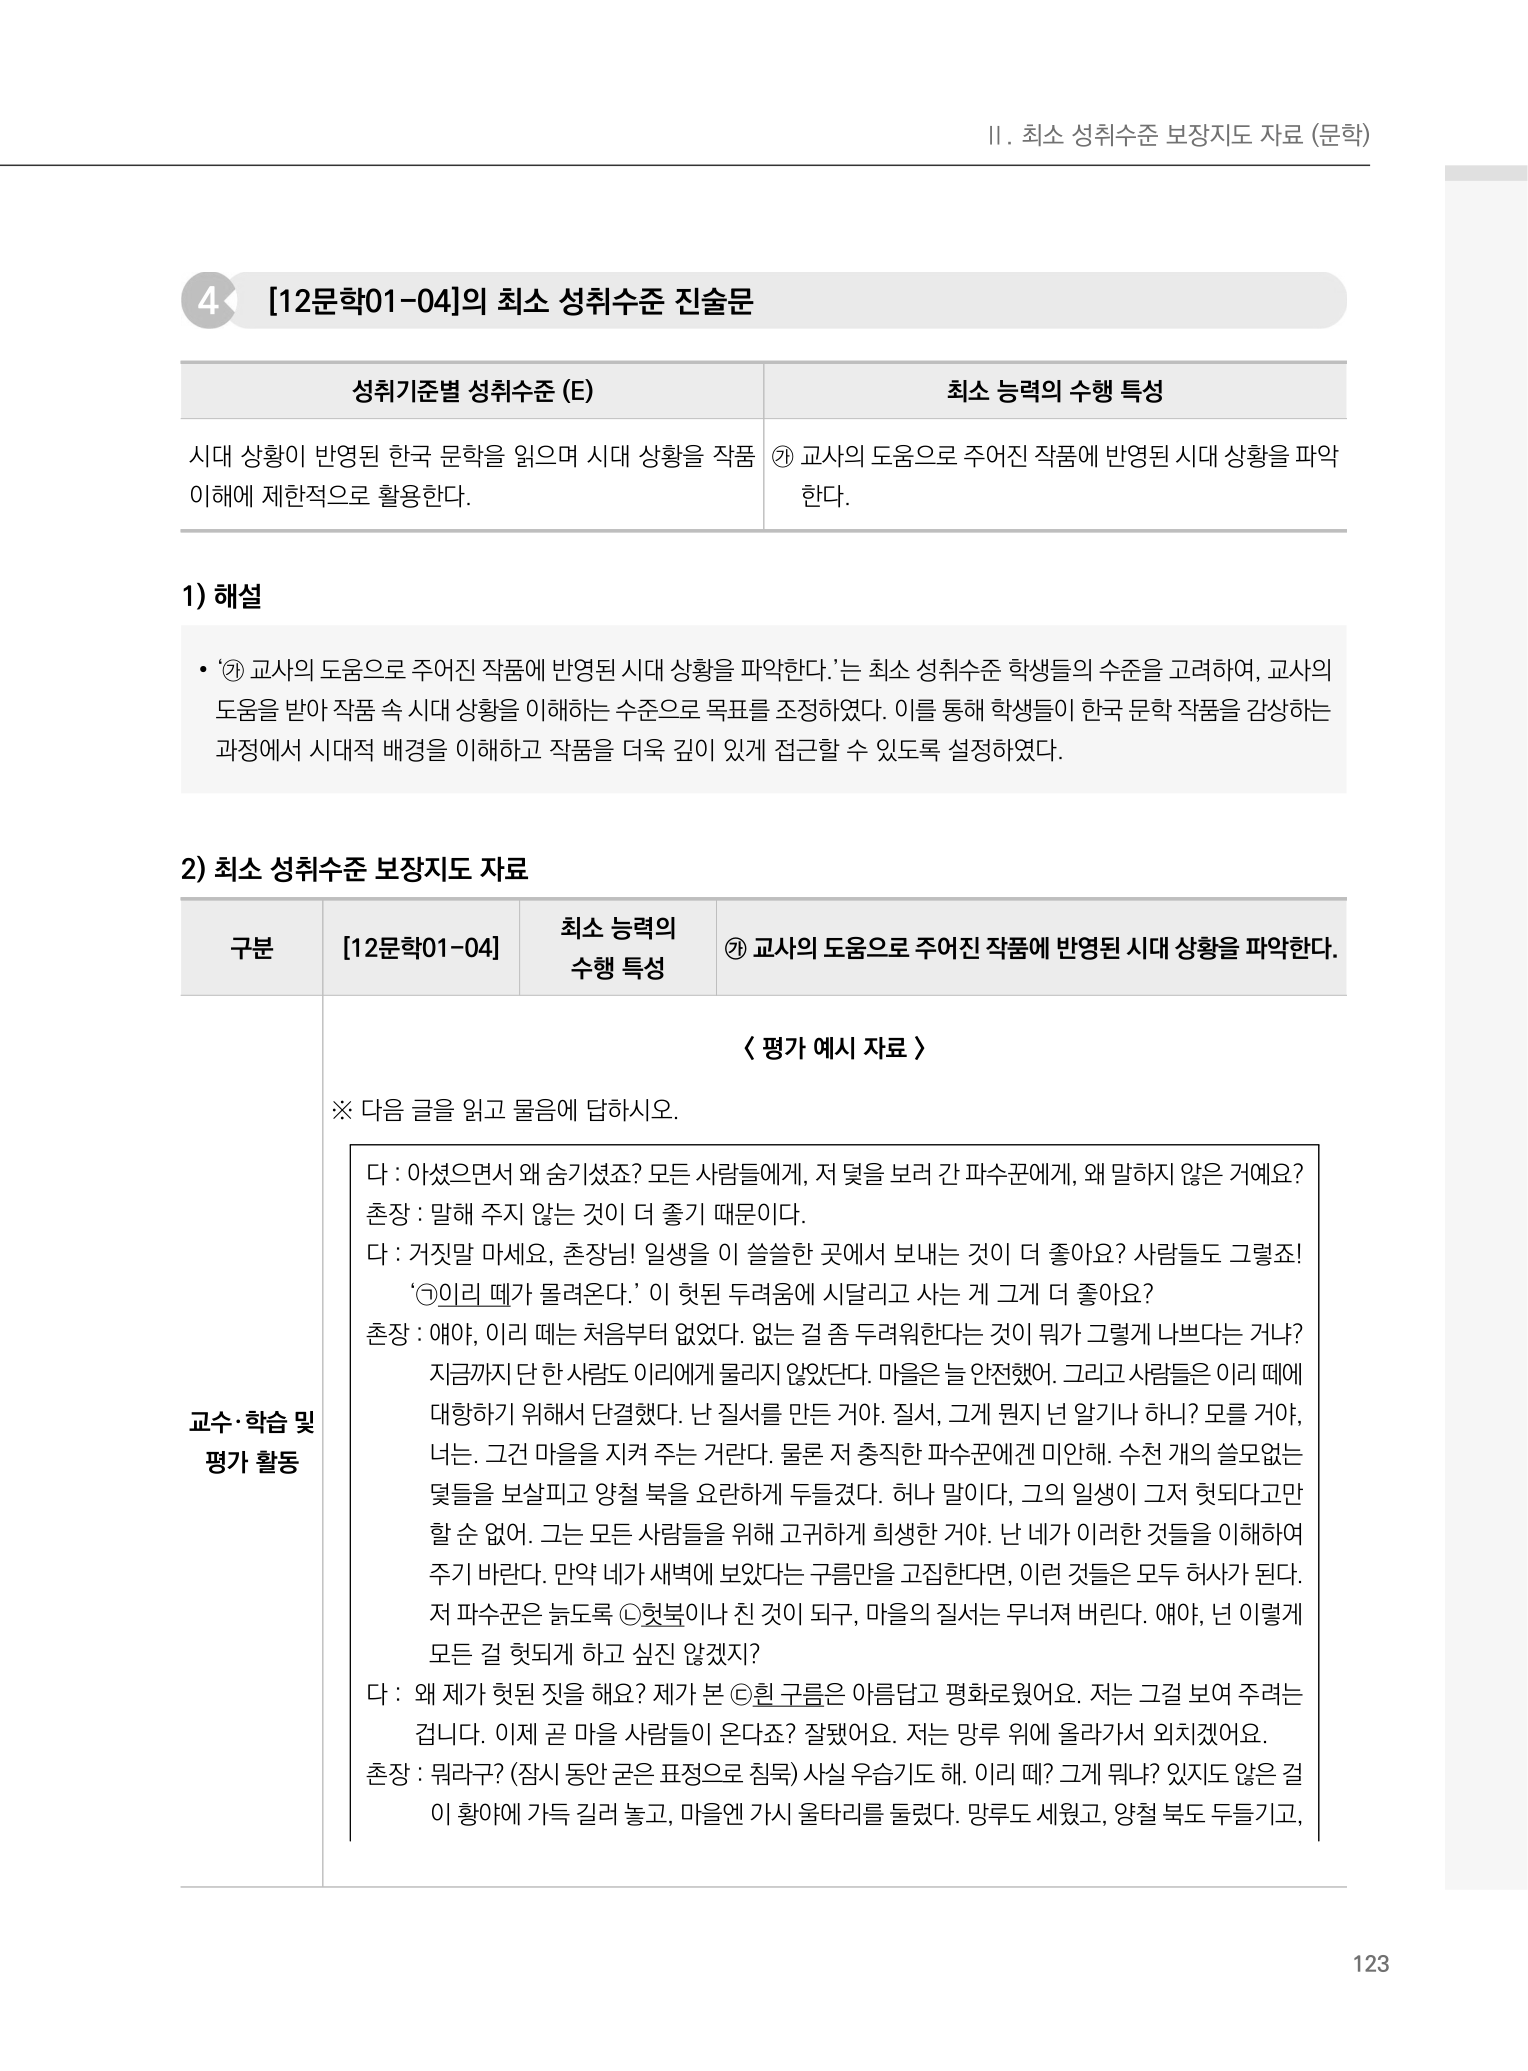 Ⅱ. 최소 성취수준 보장지도 자료 (문학)
4 [12문학01-04]의 최소 성취수준 진술문
성취기준별 성취수준 (E) 최소 능력의 수행 특성
시대 상황이 반영된 한국 문학을 읽으며 시대 상황을 작품
이해에 제한적으로 활용한다.
㉮ 교사의 도움으로 주어진 작품에 반영된 시대 상황을 파악
한다.
1) 해설
• ‘㉮ 교사의 도움으로 주어진 작품에 반영된 시대 상황을 파악한다.’는 최소 성취수준 학생들의 수준을 고려하여, 교사의
도움을 받아 작품 속 시대 상황을 이해하는 수준으로 목표를 조정하였다. 이를 통해 학생들이 한국 문학 작품을 감상하는
과정에서 시대적 배경을 이해하고 작품을 더욱 깊이 있게 접근할 수 있도록 설정하였다.
2) 최소 성취수준 보장지도 자료
구분 [12문학01-04] 최소 능력의
수행 특성
㉮ 교사의 도움으로 주어진 작품에 반영된 시대 상황을 파악한다.
교수·학습 및
평가 활동
〈 평가 예시 자료 〉
※ 다음 글을 읽고 물음에 답하시오.
다 : 아셨으면서 왜 숨기셨죠? 모든 사람들에게, 저 덫을 보러 간 파수꾼에게, 왜 말하지 않은 거예요?
촌장 : 말해 주지 않는 것이 더 좋기 때문이다.
다 : 거짓말 마세요, 촌장님! 일생을 이 쓸쓸한 곳에서 보내는 것이 더 좋아요? 사람들도 그렇죠!
‘㉠이리 떼가 몰려온다.’ 이 헛된 두려움에 시달리고 사는 게 그게 더 좋아요?
촌장 : 얘야, 이리 떼는 처음부터 없었다. 없는 걸 좀 두려워한다는 것이 뭐가 그렇게 나쁘다는 거냐?
지금까지 단 한 사람도 이리에게 물리지 않았단다. 마을은 늘 안전했어. 그리고 사람들은 이리 떼에
대항하기 위해서 단결했다. 난 질서를 만든 거야. 질서, 그게 뭔지 넌 알기나 하니? 모를 거야,
너는. 그건 마을을 지켜 주는 거란다. 물론 저 충직한 파수꾼에겐 미안해. 수천 개의 쓸모없는
덫들을 보살피고 양철 북을 요란하게 두들겼다. 허나 말이다, 그의 일생이 그저 헛되다고만
할 순 없어. 그는 모든 사람들을 위해 고귀하게 희생한 거야. 난 네가 이러한 것들을 이해하여
주기 바란다. 만약 네가 새벽에 보았다는 구름만을 고집한다면, 이런 것들은 모두 허사가 된다.
저 파수꾼은 늙도록 ㉡헛북이나 친 것이 되구, 마을의 질서는 무너져 버린다. 얘야, 넌 이렇게
모든 걸 헛되게 하고 싶진 않겠지?
다 : 왜 제가 헛된 짓을 해요? 제가 본 ㉢흰 구름은 아름답고 평화로웠어요. 저는 그걸 보여 주려는
겁니다. 이제 곧 마을 사람들이 온다죠? 잘됐어요. 저는 망루 위에 올라가서 외치겠어요.
촌장 : 뭐라구? (잠시 동안 굳은 표정으로 침묵) 사실 우습기도 해. 이리 떼? 그게 뭐냐? 있지도 않은 걸
이 황야에 가득 길러 놓고, 마을엔 가시 울타리를 둘렀다. 망루도 세웠고, 양철 북도 두들기고,
123